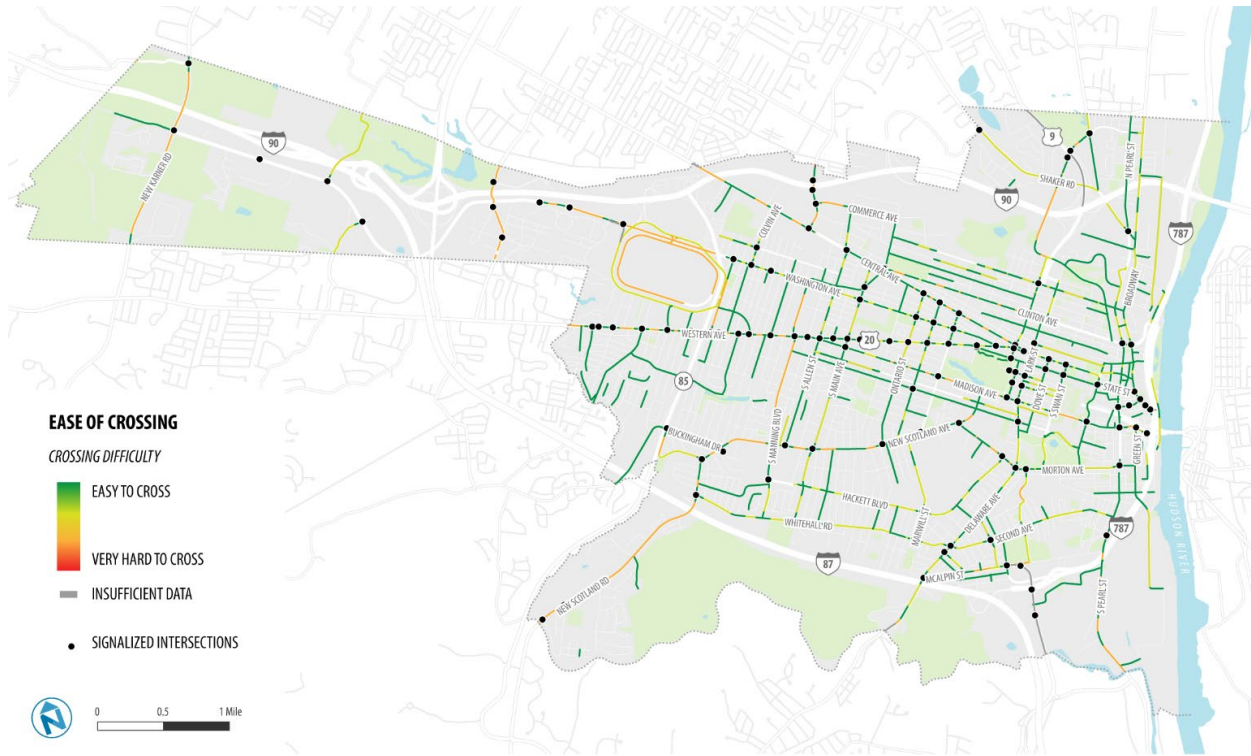 9
90
NEW KARNER RD
N PEARL ST
SHAKER RD
90
787
COLVIN AVE
COMMERCE AVE
CENTRAL AVE
WASHINGTON AVE
BROADWAY
CLINTON AVE
WESTERN AVE
20
LARK ST
S ALLEN ST
S MAIN AVE
ONTARIO ST
85
MADISON AVE
DOVE ST
S SWAN ST
STATE ST
EASE OF CROSSING
CROSSING DIFFICULTY
EASY TO CROSS
VERY HARD TO CROSS
INSUFFICIENT DATA
SIGNALIZED INTERSECTIONS
BUCKINGHAM DR
S MANNING BLVD
NEW SCOTLAND AVE
GREEN ST
MORTON AVE
HACKETT BLVD
WHITEHALL RD
MARWILL ST
DELAWARE AVE
SECOND AVE
787
HUDSON RIVER
87
MCALPIN ST
NEW SCOTLAND RD
S PEARL ST
N
0 0.5 1 Mile